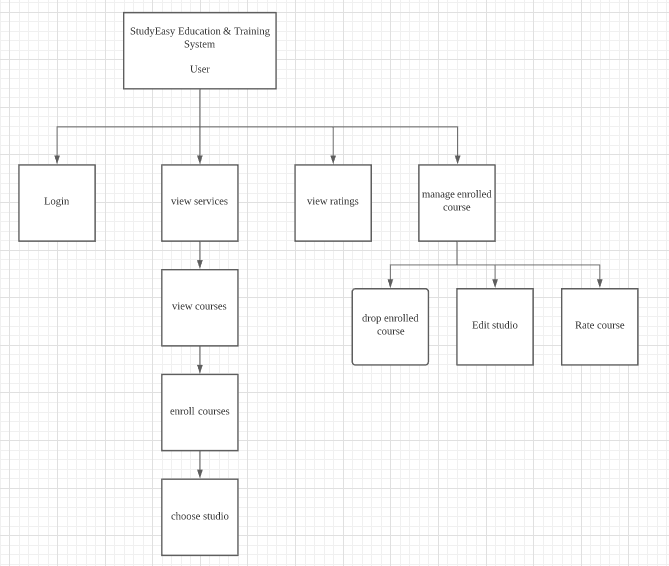 StudyEasy Education & Training
System
User
Login
view services
view ratings
manage enrolled
course
view courses
drop enrolled
course
Edit studio
Rate course
enroll courses
choose studio